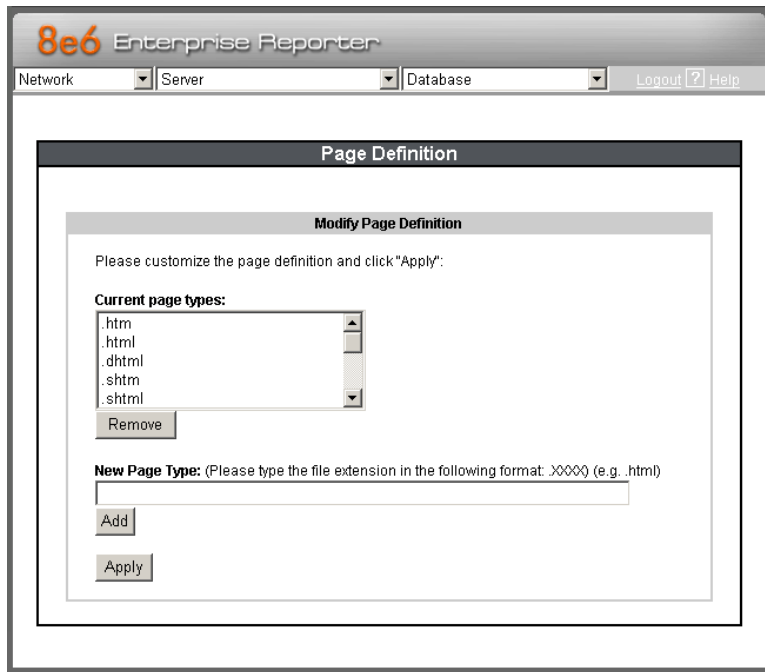 8e6 Enterprise Reporter
Network Server Database Logout ? Help
Page Definition
Modify Page Definition
Please customize the page definition and click "Apply":
Current page types:
.htm
.html
.dhtml
.shtm
.shtml
Remove
New Page Type: (Please type the file extension in the following format: .XXXX) (e.g. .html)
Add
Apply